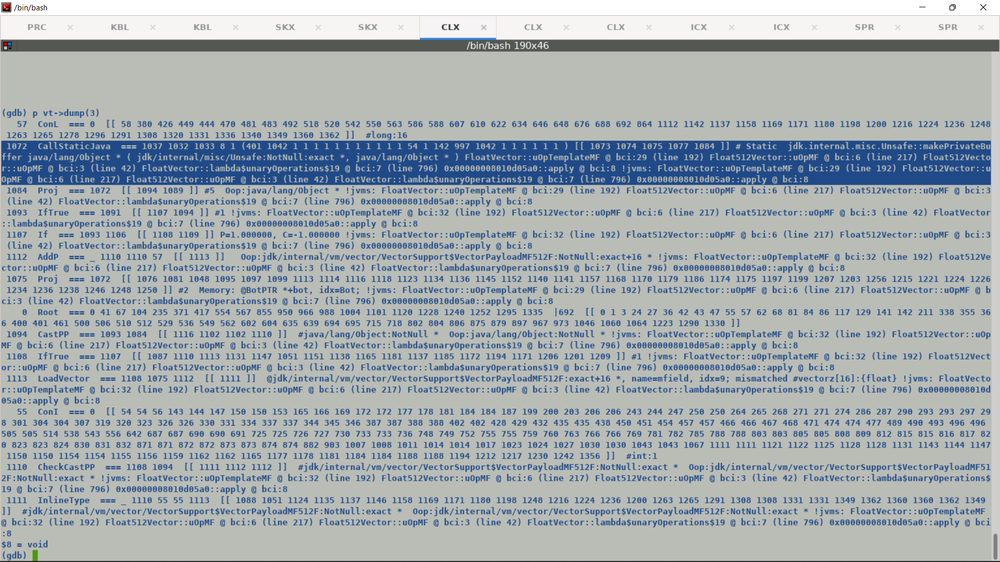 /bin/bash
PRC × KBL × KBL × SKX × SKX × CLX × CLX × CLX × ICX × ICX × SPR × SPR ×
/bin/bash 190x46
(gdb) p vt->dump(3)
   57  ConL  === 0  [[ 58 380 426 449 444 470 481 483 492 518 520 542 550 563 586 588 607 610 622 634 646 648 676 688 692 864 1112 1142 1137 1158 1169 1171 1180 1198 1200 1216 1224 1236 1248
 1263 1265 1278 1296 1291 1308 1320 1331 1336 1340 1349 1360 1362 ]]  #long:16
 1072  CallStaticJava  === 1037 1032 1033 8 1 (401 1042 1 1 1 1 1 1 1 1 1 1 1 54 1 142 997 1042 1 1 1 1 1 1 ) [[ 1073 1074 1075 1077 1084 ]] # Static  jdk.internal.misc.Unsafe::makePrivateBu
ffer java/lang/Object * ( jdk/internal/misc/Unsafe:NotNull:exact *, java/lang/Object * ) FloatVector::uOpTemplateMF @ bci:29 (line 192) Float512Vector::uOpMF @ bci:6 (line 217) Float512Vecto
r::uOpMF @ bci:3 (line 42) FloatVector::lambda$unaryOperations$19 @ bci:7 (line 796) 0x00000008010d05a0::apply @ bci:8 !jvms: FloatVector::uOpTemplateMF @ bci:29 (line 192) Float512Vector::u
OpMF @ bci:6 (line 217) Float512Vector::uOpMF @ bci:3 (line 42) FloatVector::lambda$unaryOperations$19 @ bci:7 (line 796) 0x00000008010d05a0::apply @ bci:8
 1084  Proj  === 1072  [[ 1094 1089 ]] #5  Oop:java/lang/Object * !jvms: FloatVector::uOpTemplateMF @ bci:29 (line 192) Float512Vector::uOpMF @ bci:6 (line 217) Float512Vector::uOpMF @ bci:3
 (line 42) FloatVector::lambda$unaryOperations$19 @ bci:7 (line 796) 0x00000008010d05a0::apply @ bci:8
 1093  IfTrue  === 1091  [[ 1107 1094 ]] #1 !jvms: FloatVector::uOpTemplateMF @ bci:32 (line 192) Float512Vector::uOpMF @ bci:6 (line 217) Float512Vector::uOpMF @ bci:3 (line 42) FloatVector
::lambda$unaryOperations$19 @ bci:7 (line 796) 0x00000008010d05a0::apply @ bci:8
 1107  If  === 1093 1106  [[ 1108 1109 ]] P=1.000000, C=-1.000000 !jvms: FloatVector::uOpTemplateMF @ bci:32 (line 192) Float512Vector::uOpMF @ bci:6 (line 217) Float512Vector::uOpMF @ bci:3
 (line 42) FloatVector::lambda$unaryOperations$19 @ bci:7 (line 796) 0x00000008010d05a0::apply @ bci:8
 1112  AddP  === _ 1110 1110 57  [[ 1113 ]]   Oop:jdk/internal/vm/vector/VectorSupport$VectorPayloadMF512F:NotNull:exact+16 * !jvms: FloatVector::uOpTemplateMF @ bci:32 (line 192) Float512Ve
ctor::uOpMF @ bci:6 (line 217) Float512Vector::uOpMF @ bci:3 (line 42) FloatVector::lambda$unaryOperations$19 @ bci:7 (line 796) 0x00000008010d05a0::apply @ bci:8
 1075  Proj  === 1072  [[ 1076 1081 1048 1095 1097 1099 1113 1114 1116 1118 1123 1134 1136 1145 1152 1140 1141 1157 1168 1170 1179 1186 1174 1175 1197 1199 1207 1203 1256 1215 1221 1224 1226
 1234 1236 1238 1246 1248 1250 ]] #2  Memory: @BotPTR *+bot, idx=Bot; !jvms: FloatVector::uOpTemplateMF @ bci:29 (line 192) Float512Vector::uOpMF @ bci:6 (line 217) Float512Vector::uOpMF @ b
ci:3 (line 42) FloatVector::lambda$unaryOperations$19 @ bci:7 (line 796) 0x00000008010d05a0::apply @ bci:8
    0  Root  === 0 41 67 104 235 371 417 554 567 855 950 966 988 1004 1101 1120 1228 1240 1252 1295 1335  |692  [[ 0 1 3 24 27 36 42 43 47 55 57 62 68 81 84 86 117 129 141 142 211 338 355 36
6 400 401 461 500 506 510 512 529 536 549 562 602 604 635 639 694 695 715 718 802 804 806 875 879 897 967 973 1046 1060 1064 1223 1290 1330 ]]
 1094  CastPP  === 1093 1084  [[ 1116 1102 1102 1110 ]]  #java/lang/Object:NotNull *  Oop:java/lang/Object:NotNull * !jvms: FloatVector::uOpTemplateMF @ bci:32 (line 192) Float512Vector::uOp
MF @ bci:6 (line 217) Float512Vector::uOpMF @ bci:3 (line 42) FloatVector::lambda$unaryOperations$19 @ bci:7 (line 796) 0x00000008010d05a0::apply @ bci:8
 1108  IfTrue  === 1107  [[ 1087 1110 1113 1131 1147 1051 1151 1138 1165 1181 1137 1185 1172 1194 1171 1206 1201 1209 ]] #1 !jvms: FloatVector::uOpTemplateMF @ bci:32 (line 192) Float512Vect
or::uOpMF @ bci:6 (line 217) Float512Vector::uOpMF @ bci:3 (line 42) FloatVector::lambda$unaryOperations$19 @ bci:7 (line 796) 0x00000008010d05a0::apply @ bci:8
 1113  LoadVector  === 1108 1075 1112  [[ 1111 ]]  @jdk/internal/vm/vector/VectorSupport$VectorPayloadMF512F:exact+16 *, name=mfield, idx=9; mismatched #vectorz[16]:{float} !jvms: FloatVecto
r::uOpTemplateMF @ bci:32 (line 192) Float512Vector::uOpMF @ bci:6 (line 217) Float512Vector::uOpMF @ bci:3 (line 42) FloatVector::lambda$unaryOperations$19 @ bci:7 (line 796) 0x00000008010d
05a0::apply @ bci:8
   55  ConI  === 0  [[ 54 54 56 143 144 147 150 150 153 165 166 169 172 172 177 178 181 184 184 187 199 200 203 206 206 243 244 247 250 250 264 265 268 271 271 274 286 287 290 293 293 297 29
8 301 304 304 307 319 320 323 326 326 330 331 334 337 337 344 345 346 387 387 388 388 402 402 428 429 432 435 435 438 450 451 454 457 457 466 466 467 468 471 474 474 477 489 490 493 496 496
505 505 514 538 543 556 642 687 687 690 690 691 725 725 726 727 730 733 733 736 748 749 752 755 755 759 760 763 766 766 769 781 782 785 788 788 803 803 805 805 808 809 812 815 815 816 817 82
0 823 823 824 830 831 832 871 871 872 872 873 873 874 874 882 903 1007 1008 1011 1014 1014 1017 1023 1024 1027 1030 1030 1043 1043 1067 1111 1111 1121 1122 1125 1128 1128 1131 1143 1144 1147
 1150 1150 1154 1154 1155 1156 1159 1162 1162 1165 1177 1178 1181 1184 1184 1188 1188 1194 1212 1217 1230 1242 1356 ]]  #int:1
 1110  CheckCastPP  === 1108 1094  [[ 1111 1112 1112 ]]  #jdk/internal/vm/vector/VectorSupport$VectorPayloadMF512F:NotNull:exact *  Oop:jdk/internal/vm/vector/VectorSupport$VectorPayloadMF51
2F:NotNull:exact * !jvms: FloatVector::uOpTemplateMF @ bci:32 (line 192) Float512Vector::uOpMF @ bci:6 (line 217) Float512Vector::uOpMF @ bci:3 (line 42) FloatVector::lambda$unaryOperations$
19 @ bci:7 (line 796) 0x00000008010d05a0::apply @ bci:8
 1111  InlineType  === _ 1110 55 55 1113  [[ 1088 1051 1124 1135 1137 1146 1158 1169 1171 1180 1198 1248 1216 1224 1236 1200 1263 1265 1291 1308 1308 1331 1331 1349 1362 1360 1360 1362 1349
]]  #jdk/internal/vm/vector/VectorSupport$VectorPayloadMF512F:NotNull:exact *  Oop:jdk/internal/vm/vector/VectorSupport$VectorPayloadMF512F:NotNull:exact * !jvms: FloatVector::uOpTemplateMF
@ bci:32 (line 192) Float512Vector::uOpMF @ bci:6 (line 217) Float512Vector::uOpMF @ bci:3 (line 42) FloatVector::lambda$unaryOperations$19 @ bci:7 (line 796) 0x00000008010d05a0::apply @ bci
:8
$8 = void
(gdb)